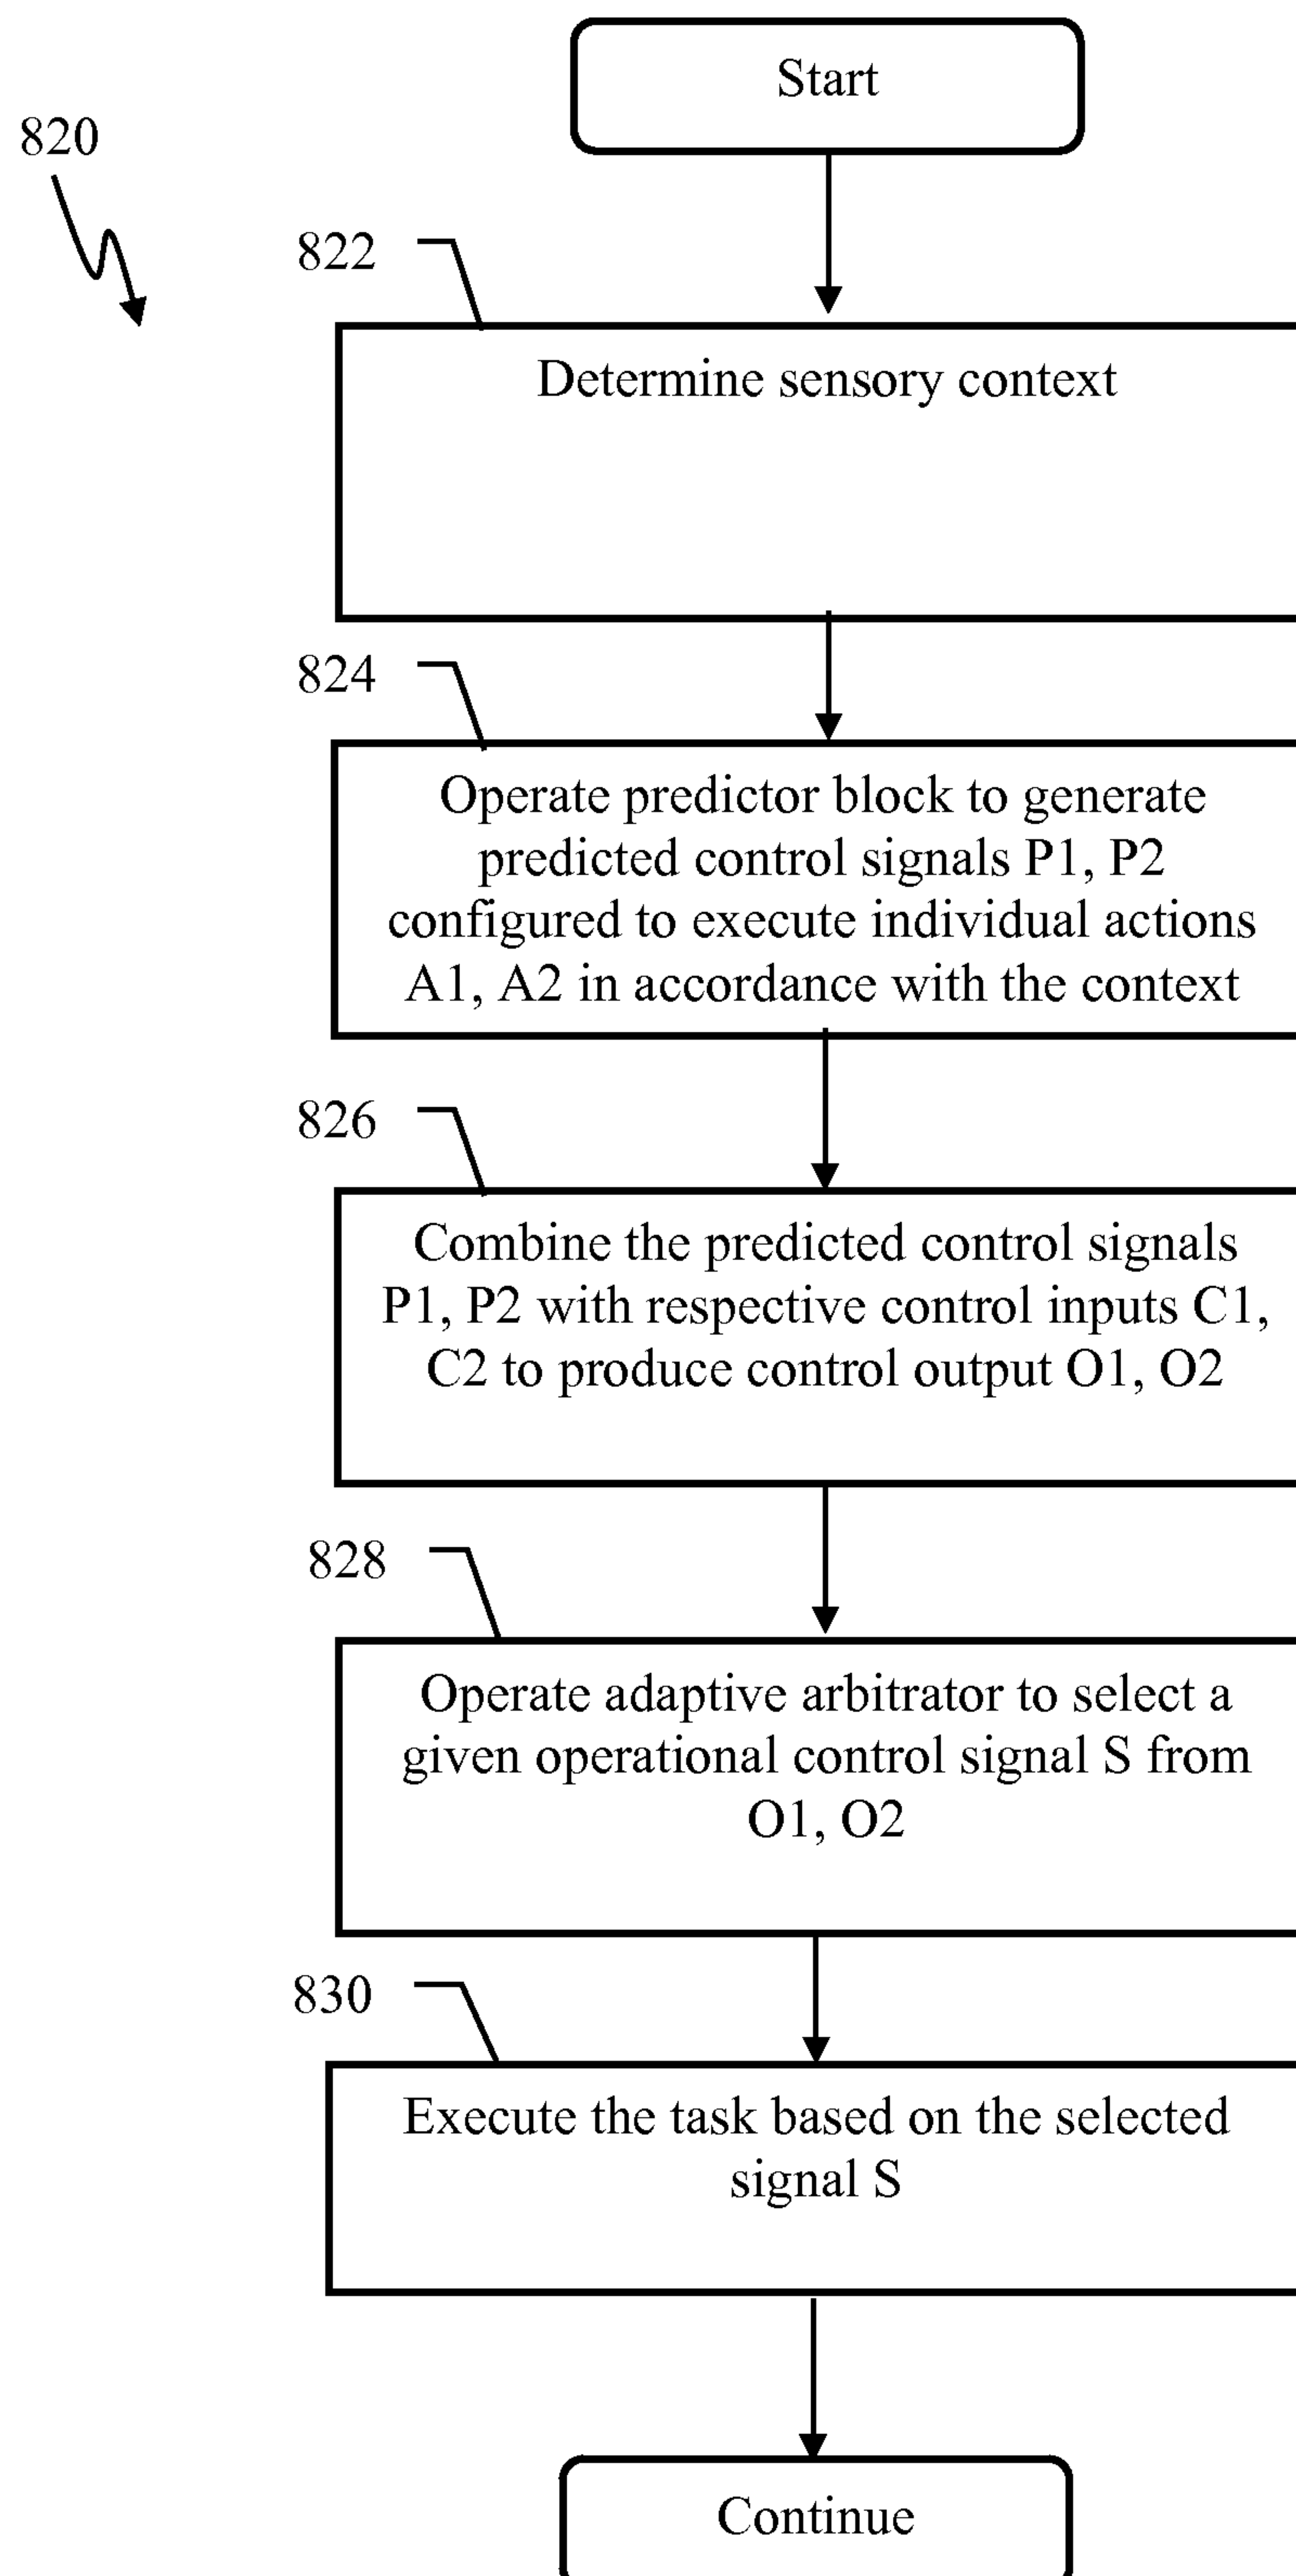 Start
820
822
Determine sensory context
824
Operate predictor block to generate
predicted control signals P1, P2
configured to execute individual actions
A1, A2 in accordance with the context
826
Combine the predicted control signals
P1, P2 with respective control inputs C1,
C2 to produce control output O1, O2
828
Operate adaptive arbitrator to select a
given operational control signal S from
O1, O2
830
Execute the task based on the selected
signal S
Continue